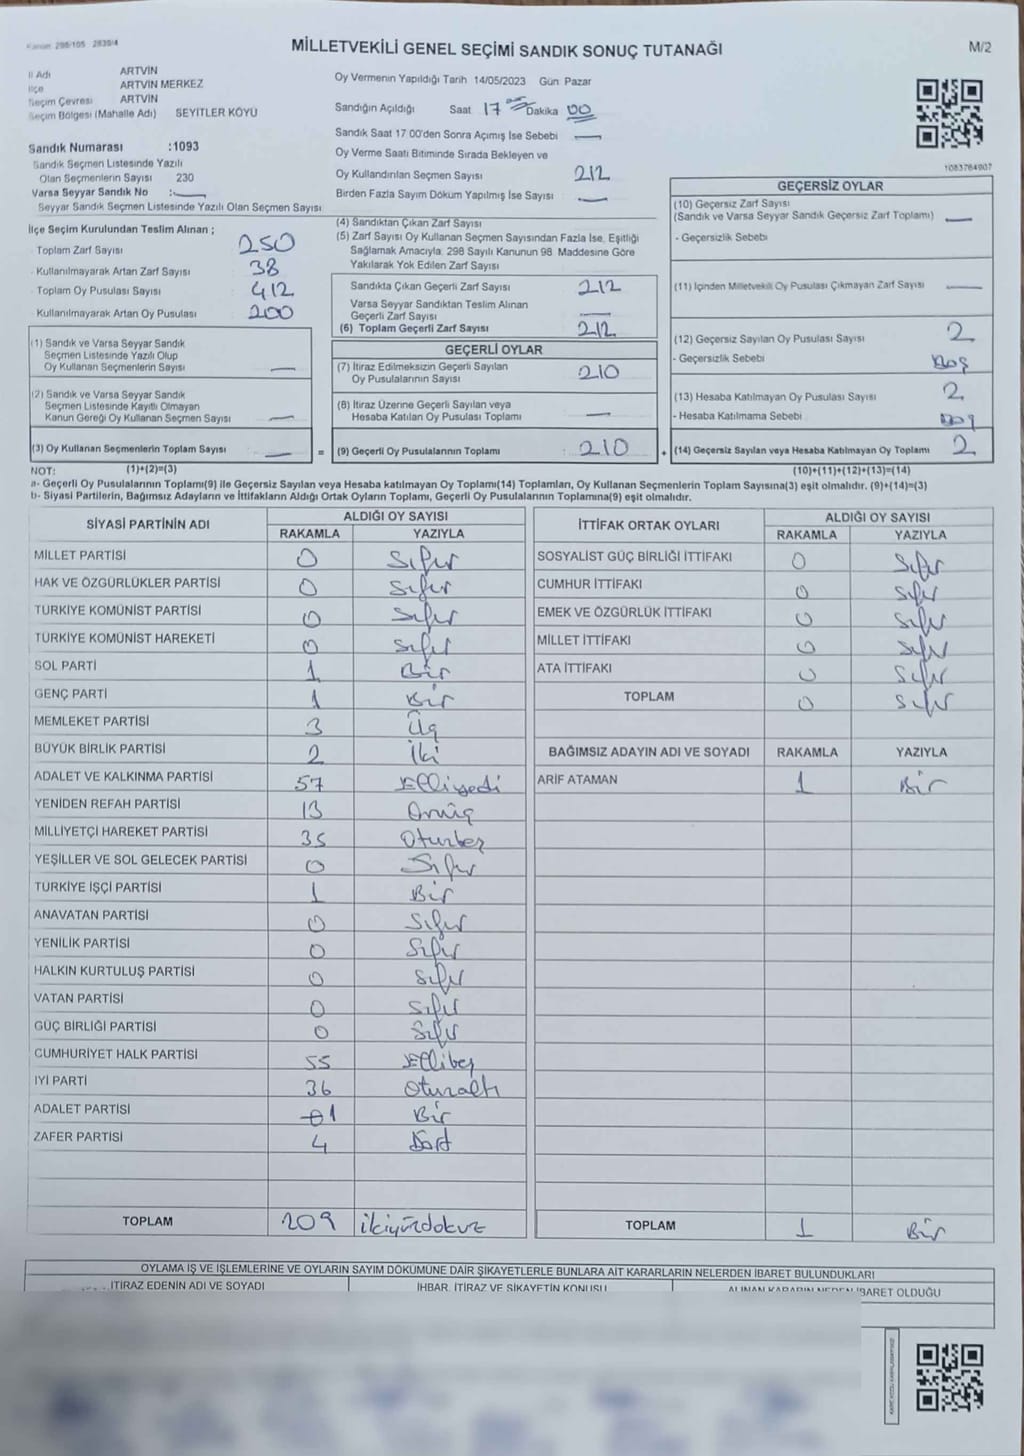 Kanun: 298/105 2839/4
MİLLETVEKİLİ GENEL SEÇİMİ SANDIK SONUÇ TUTANAĞI
M/2
İl Adı ARTVİN
İlçe ARTVİN MERKEZ
Seçim Çevresi ARTVİN
Seçim Bölgesi (Mahalle Adı) SEYİTLER KÖYÜ
Sandık Numarası :1093
Sandık Seçmen Listesinde Yazılı
Olan Seçmenlerin Sayısı 230
Varsa Seyyar Sandık No :
Seyyar Sandık Seçmen Listesinde Yazılı Olan Seçmen Sayısı
İlçe Seçim Kurulundan Teslim Alınan ;
Toplam Zarf Sayısı 250
Kullanılmayarak Artan Zarf Sayısı 38
Toplam Oy Pusulası Sayısı 412
Kullanılmayarak Artan Oy Pusulası 200
Oy Vermenin Yapıldığı Tarih 14/05/2023 Gün Pazar
Sandığın Açıldığı Saat 17 Dakika 00
Sandık Saat 17:00'den Sonra Açımış İse Sebebi —
Oy Verme Saati Bitiminde Sırada Bekleyen ve
Oy Kullandırılan Seçmen Sayısı 212
Birden Fazla Sayım Döküm Yapılmış İse Sayısı —
(4) Sandıktan Çıkan Zarf Sayısı
(5) Zarf Sayısı Oy Kullanan Seçmen Sayısından Fazla İse, Eşitliği
Sağlamak Amacıyla, 298 Sayılı Kanunun 98. Maddesine Göre
Yakılarak Yok Edilen Zarf Sayısı
Sandıkta Çıkan Geçerli Zarf Sayısı 212
Varsa Seyyar Sandıktan Teslim Alınan
Geçerli Zarf Sayısı —
(6) Toplam Geçerli Zarf Sayısı 212
1083764907
GEÇERSİZ OYLAR
(10) Geçersiz Zarf Sayısı
(Sandık ve Varsa Seyyar Sandık Geçersiz Zarf Toplamı) —
- Geçersizlik Sebebi
(11) İçinden Milletvekili Oy Pusulası Çıkmayan Zarf Sayısı —
(12) Geçersiz Sayılan Oy Pusulası Sayısı 2
- Geçersizlik Sebebi Boş
(13) Hesaba Katılmayan Oy Pusulası Sayısı 2
- Hesaba Katılmama Sebebi Boş
(14) Geçersiz Sayılan veya Hesaba Katılmayan Oy Toplamı 2
(1) Sandık ve Varsa Seyyar Sandık
Seçmen Listesinde Yazılı Olup
Oy Kullanan Seçmenlerin Sayısı —
(2) Sandık ve Varsa Seyyar Sandık
Seçmen Listesinde Kayıtlı Olmayan
Kanun Gereği Oy Kullanan Seçmen Sayısı —
(3) Oy Kullanan Seçmenlerin Toplam Sayısı — =
GEÇERLİ OYLAR
(7) İtiraz Edilmeksizin Geçerli Sayılan
Oy Pusulalarının Sayısı 210
(8) İtiraz Üzerine Geçerli Sayılan veya
Hesaba Katılan Oy Pusulası Toplamı —
(9) Geçerli Oy Pusulalarının Toplamı 210 +
NOT: (1)+(2)=(3) (10)+(11)+(12)+(13)=(14)
a- Geçerli Oy Pusulalarının Toplamı(9) ile Geçersiz Sayılan veya Hesaba katılmayan Oy Toplamı(14) Toplamları, Oy Kullanan Seçmenlerin Toplam Sayısına(3) eşit olmalıdır. (9)+(14)=(3)
b- Siyasi Partilerin, Bağımsız Adayların ve İttifakların Aldığı Ortak Oyların Toplamı, Geçerli Oy Pusulalarının Toplamına(9) eşit olmalıdır.
SİYASİ PARTİNİN ADI ALDIĞI OY SAYISI
RAKAMLA YAZIYLA
MİLLET PARTİSİ 0 Sıfır
HAK VE ÖZGÜRLÜKLER PARTİSİ 0 Sıfır
TÜRKİYE KOMÜNİST PARTİSİ 0 Sıfır
TÜRKİYE KOMÜNİST HAREKETİ 0 Sıfır
SOL PARTİ 1 Bir
GENÇ PARTİ 1 Bir
MEMLEKET PARTİSİ 3 Üç
BÜYÜK BİRLİK PARTİSİ 2 İki
ADALET VE KALKINMA PARTİSİ 57 Elliyedi
YENİDEN REFAH PARTİSİ 13 Onüç
MİLLİYETÇİ HAREKET PARTİSİ 35 Oturbeş
YEŞİLLER VE SOL GELECEK PARTİSİ 0 Sıfır
TÜRKİYE İŞÇİ PARTİSİ 1 Bir
ANAVATAN PARTİSİ 0 Sıfır
YENİLİK PARTİSİ 0 Sıfır
HALKIN KURTULUŞ PARTİSİ 0 Sıfır
VATAN PARTİSİ 0 Sıfır
GÜÇ BİRLİĞİ PARTİSİ 0 Sıfır
CUMHURİYET HALK PARTİSİ 55 Ellibeş
İYİ PARTİ 36 Oturaltı
ADALET PARTİSİ 01 Bir
ZAFER PARTİSİ 4 Dört
TOPLAM 209 ikiyüzdokuz
İTTİFAK ORTAK OYLARI ALDIĞI OY SAYISI
RAKAMLA YAZIYLA
SOSYALİST GÜÇ BİRLİĞİ İTTİFAKI 0 Sıfır
CUMHUR İTTİFAKI 0 Sıfır
EMEK VE ÖZGÜRLÜK İTTİFAKI 0 Sıfır
MİLLET İTTİFAKI 0 Sıfır
ATA İTTİFAKI 0 Sıfır
TOPLAM 0 Sıfır
BAĞIMSIZ ADAYIN ADI VE SOYADI RAKAMLA YAZIYLA
ARİF ATAMAN 1 Bir
TOPLAM 1 Bir
OYLAMA İŞ VE İŞLEMLERİNE VE OYLARIN SAYIM DÖKÜMÜNE DAİR ŞİKAYETLERLE BUNLARA AİT KARARLARIN NELERDEN İBARET BULUNDUKLARI
İTİRAZ EDENİN ADI VE SOYADI İHBAR, İTİRAZ VE ŞİKAYETİN KONUSU ALINAN KARARIN NEDEN İBARET OLDUĞU